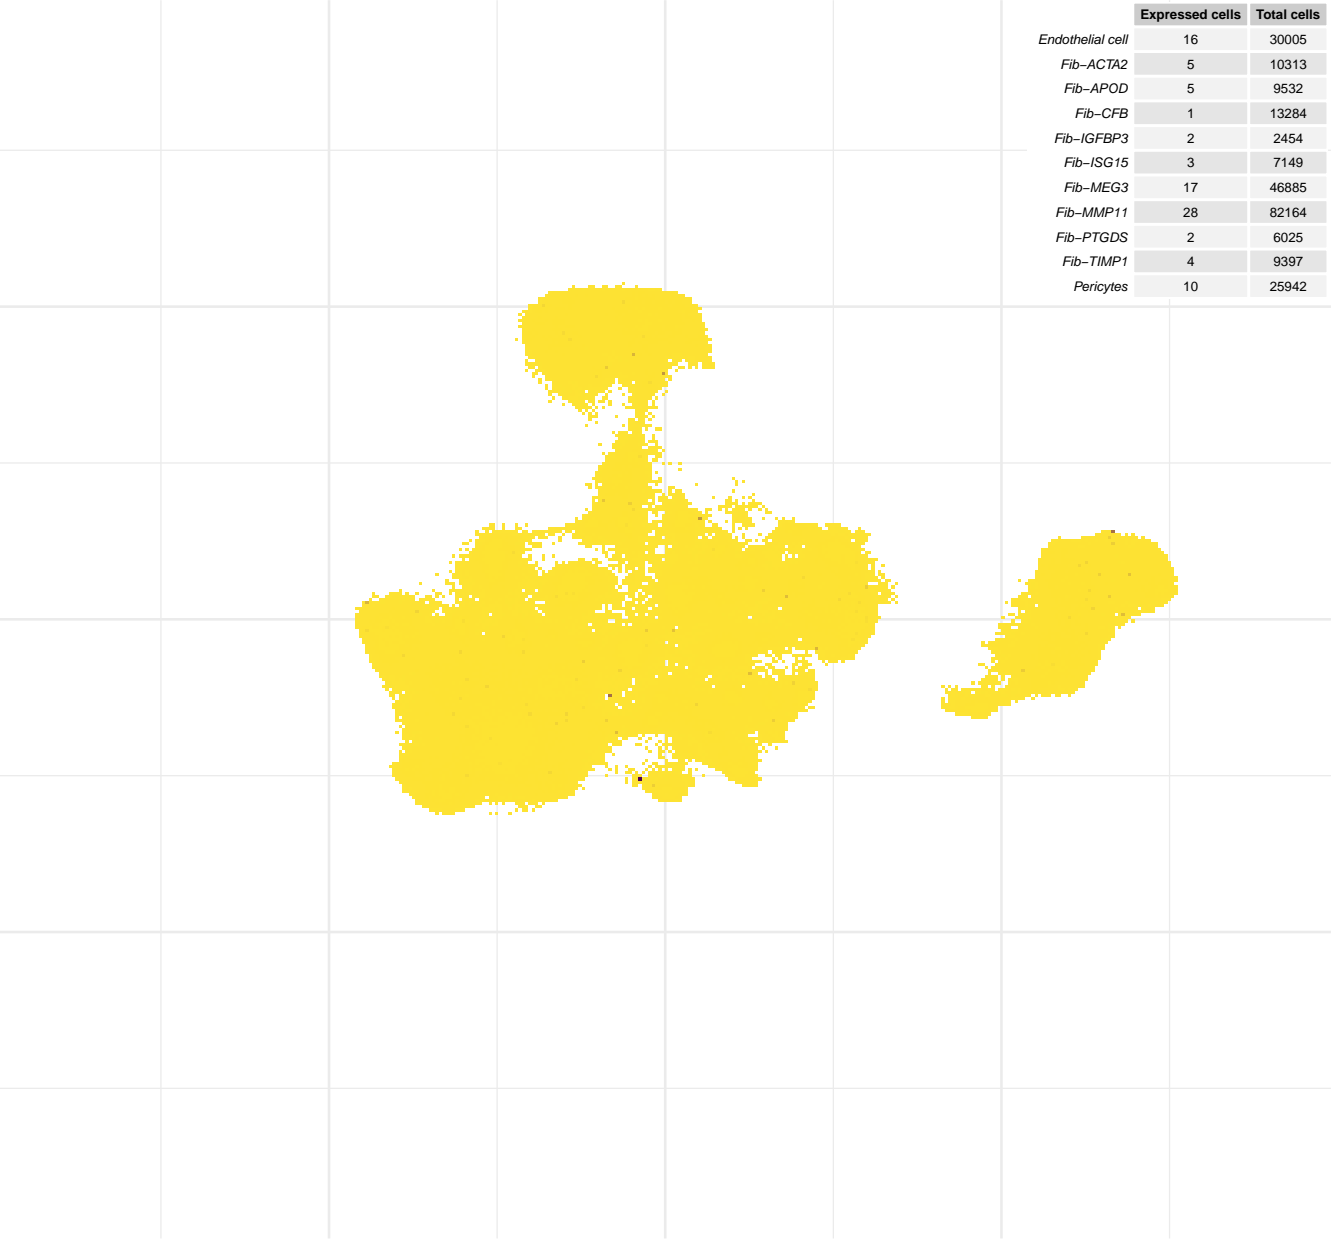 Expressed cells Total cells
Endothelial cell 16 30005
Fib−ACTA2 5 10313
Fib−APOD 5 9532
Fib−CFB 1 13284
Fib−IGFBP3 2 2454
Fib−ISG15 3 7149
Fib−MEG3 17 46885
Fib−MMP11 28 82164
Fib−PTGDS 2 6025
Fib−TIMP1 4 9397
Pericytes 10 25942